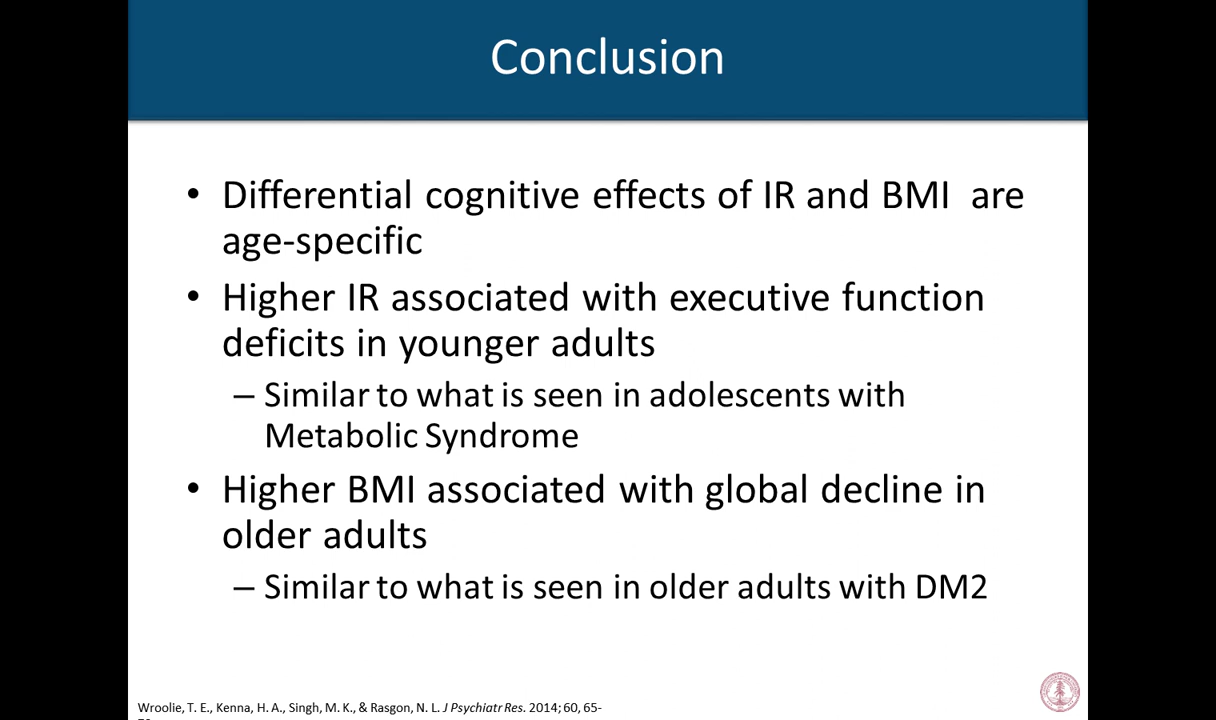 Conclusion
• Differential cognitive effects of IR and BMI are
age-specific
• Higher IR associated with executive function
deficits in younger adults
– Similar to what is seen in adolescents with
Metabolic Syndrome
• Higher BMI associated with global decline in
older adults
– Similar to what is seen in older adults with DM2
Wroolie, T. E., Kenna, H. A., Singh, M. K., & Rasgon, N. L. J Psychiatr Res. 2014; 60, 65-